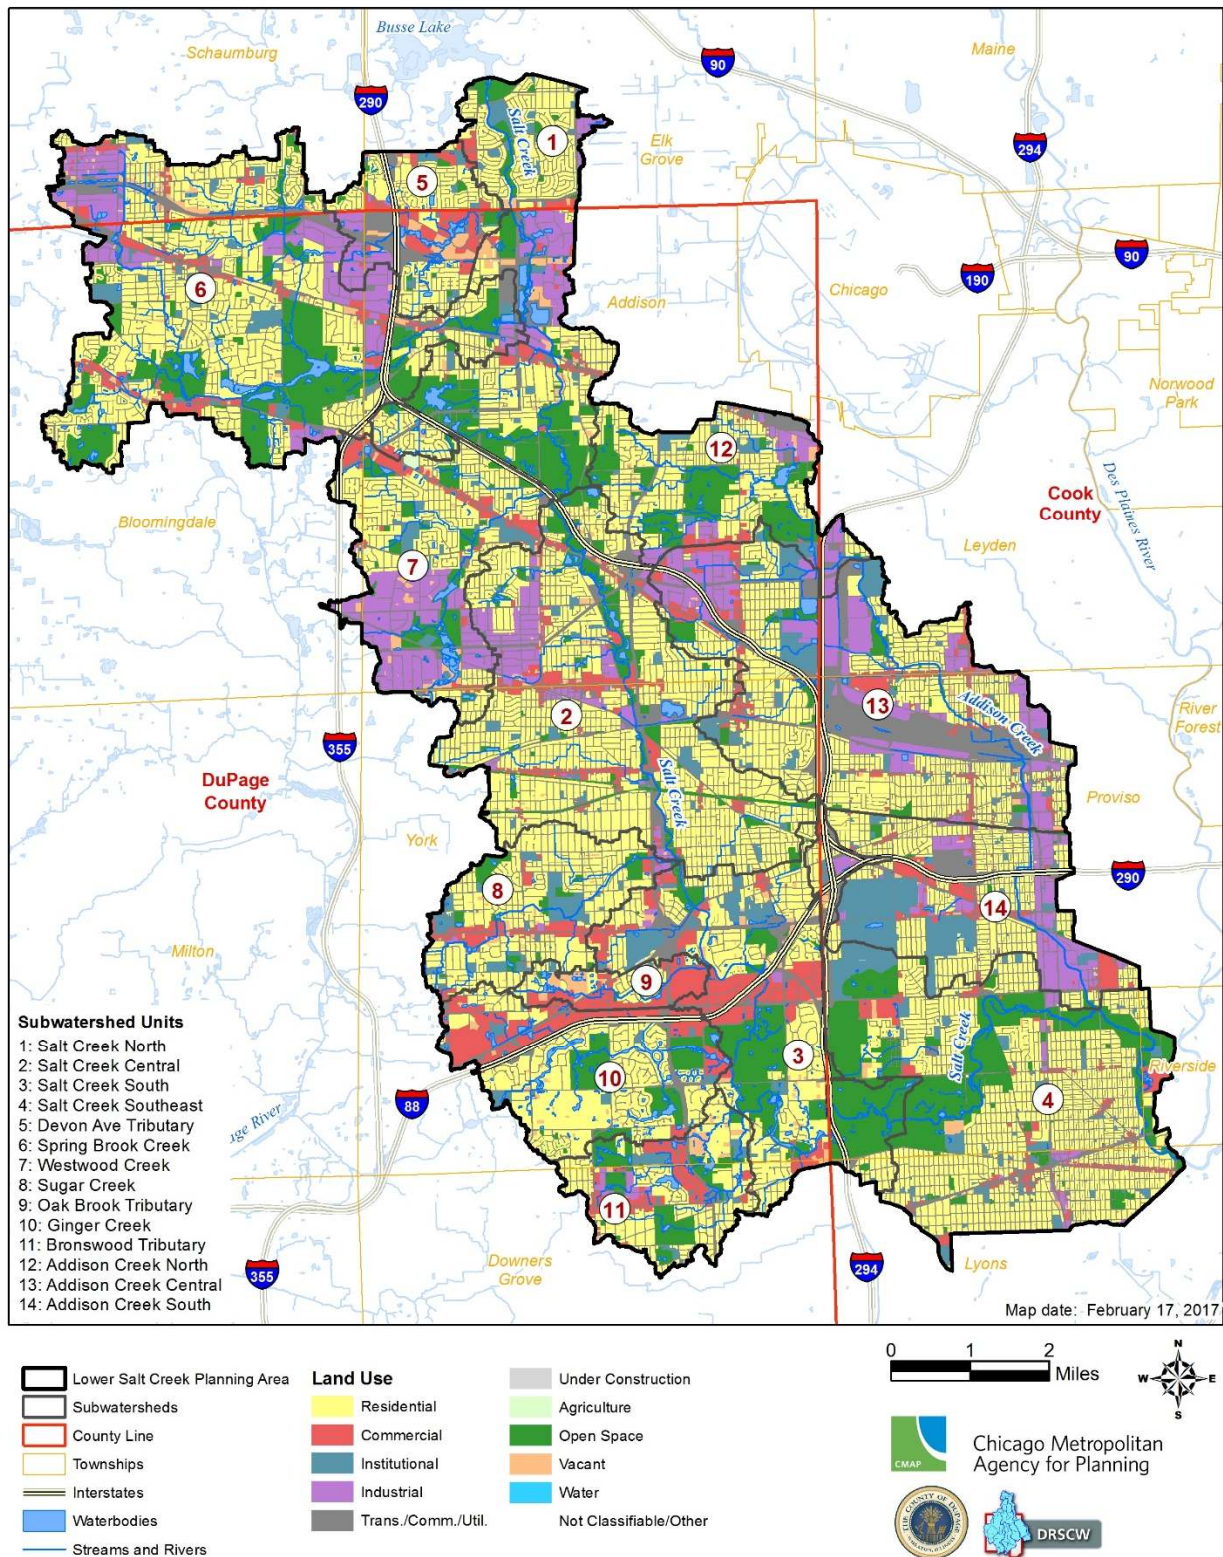 Busse Lake
Schaumburg
Maine
90
290
Salt Creek
1
Elk
Grove
294
5
90
190
Chicago
6
Addison
Norwood
Park
12
Des Plaines River
Cook
County
Bloomingdale
Leyden
7
13
Addison Creek
2
River
Forest
355
Salt Creek
DuPage
County
Proviso
York
290
8
14
Milton
9
Salt Creek
3
Riverside
10
4
88
11
Downers
Grove
294
Lyons
355
Subwatershed Units
1: Salt Creek North
2: Salt Creek Central
3: Salt Creek South
4: Salt Creek Southeast
5: Devon Ave Tributary
6: Spring Brook Creek
7: Westwood Creek
8: Sugar Creek
9: Oak Brook Tributary
10: Ginger Creek
11: Bronswood Tributary
12: Addison Creek North
13: Addison Creek Central
14: Addison Creek South
Map date: February 17, 2017
Lower Salt Creek Planning Area
Subwatersheds
County Line
Townships
Interstates
Waterbodies
Streams and Rivers
Land Use
Residential
Commercial
Institutional
Industrial
Trans./Comm./Util.
Under Construction
Agriculture
Open Space
Vacant
Water
Not Classifiable/Other
0 1 2
Miles
N
W E
S
CMAP
Chicago Metropolitan
Agency for Planning
DRSCW